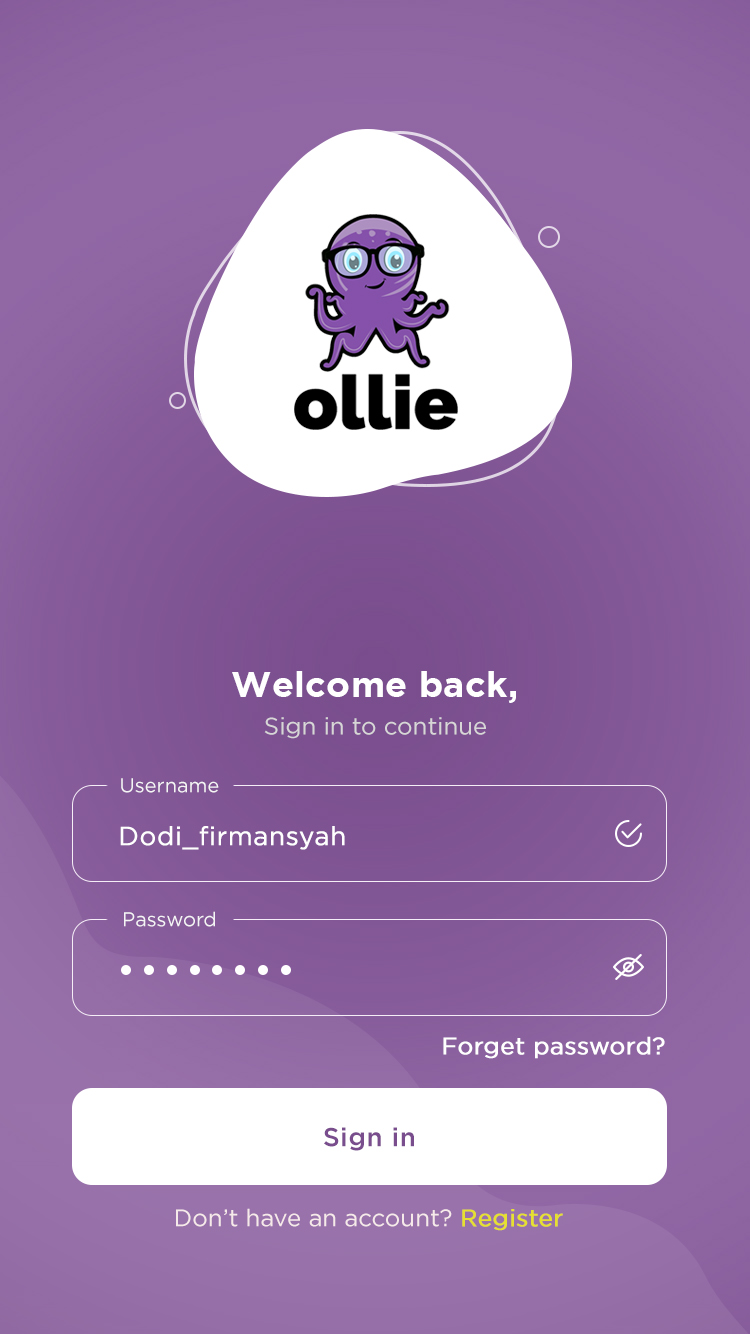 ollie
Welcome back,
Sign in to continue
Username
Dodi_firmansyah
Password
Forget password?
Sign in
Don’t have an account? Register